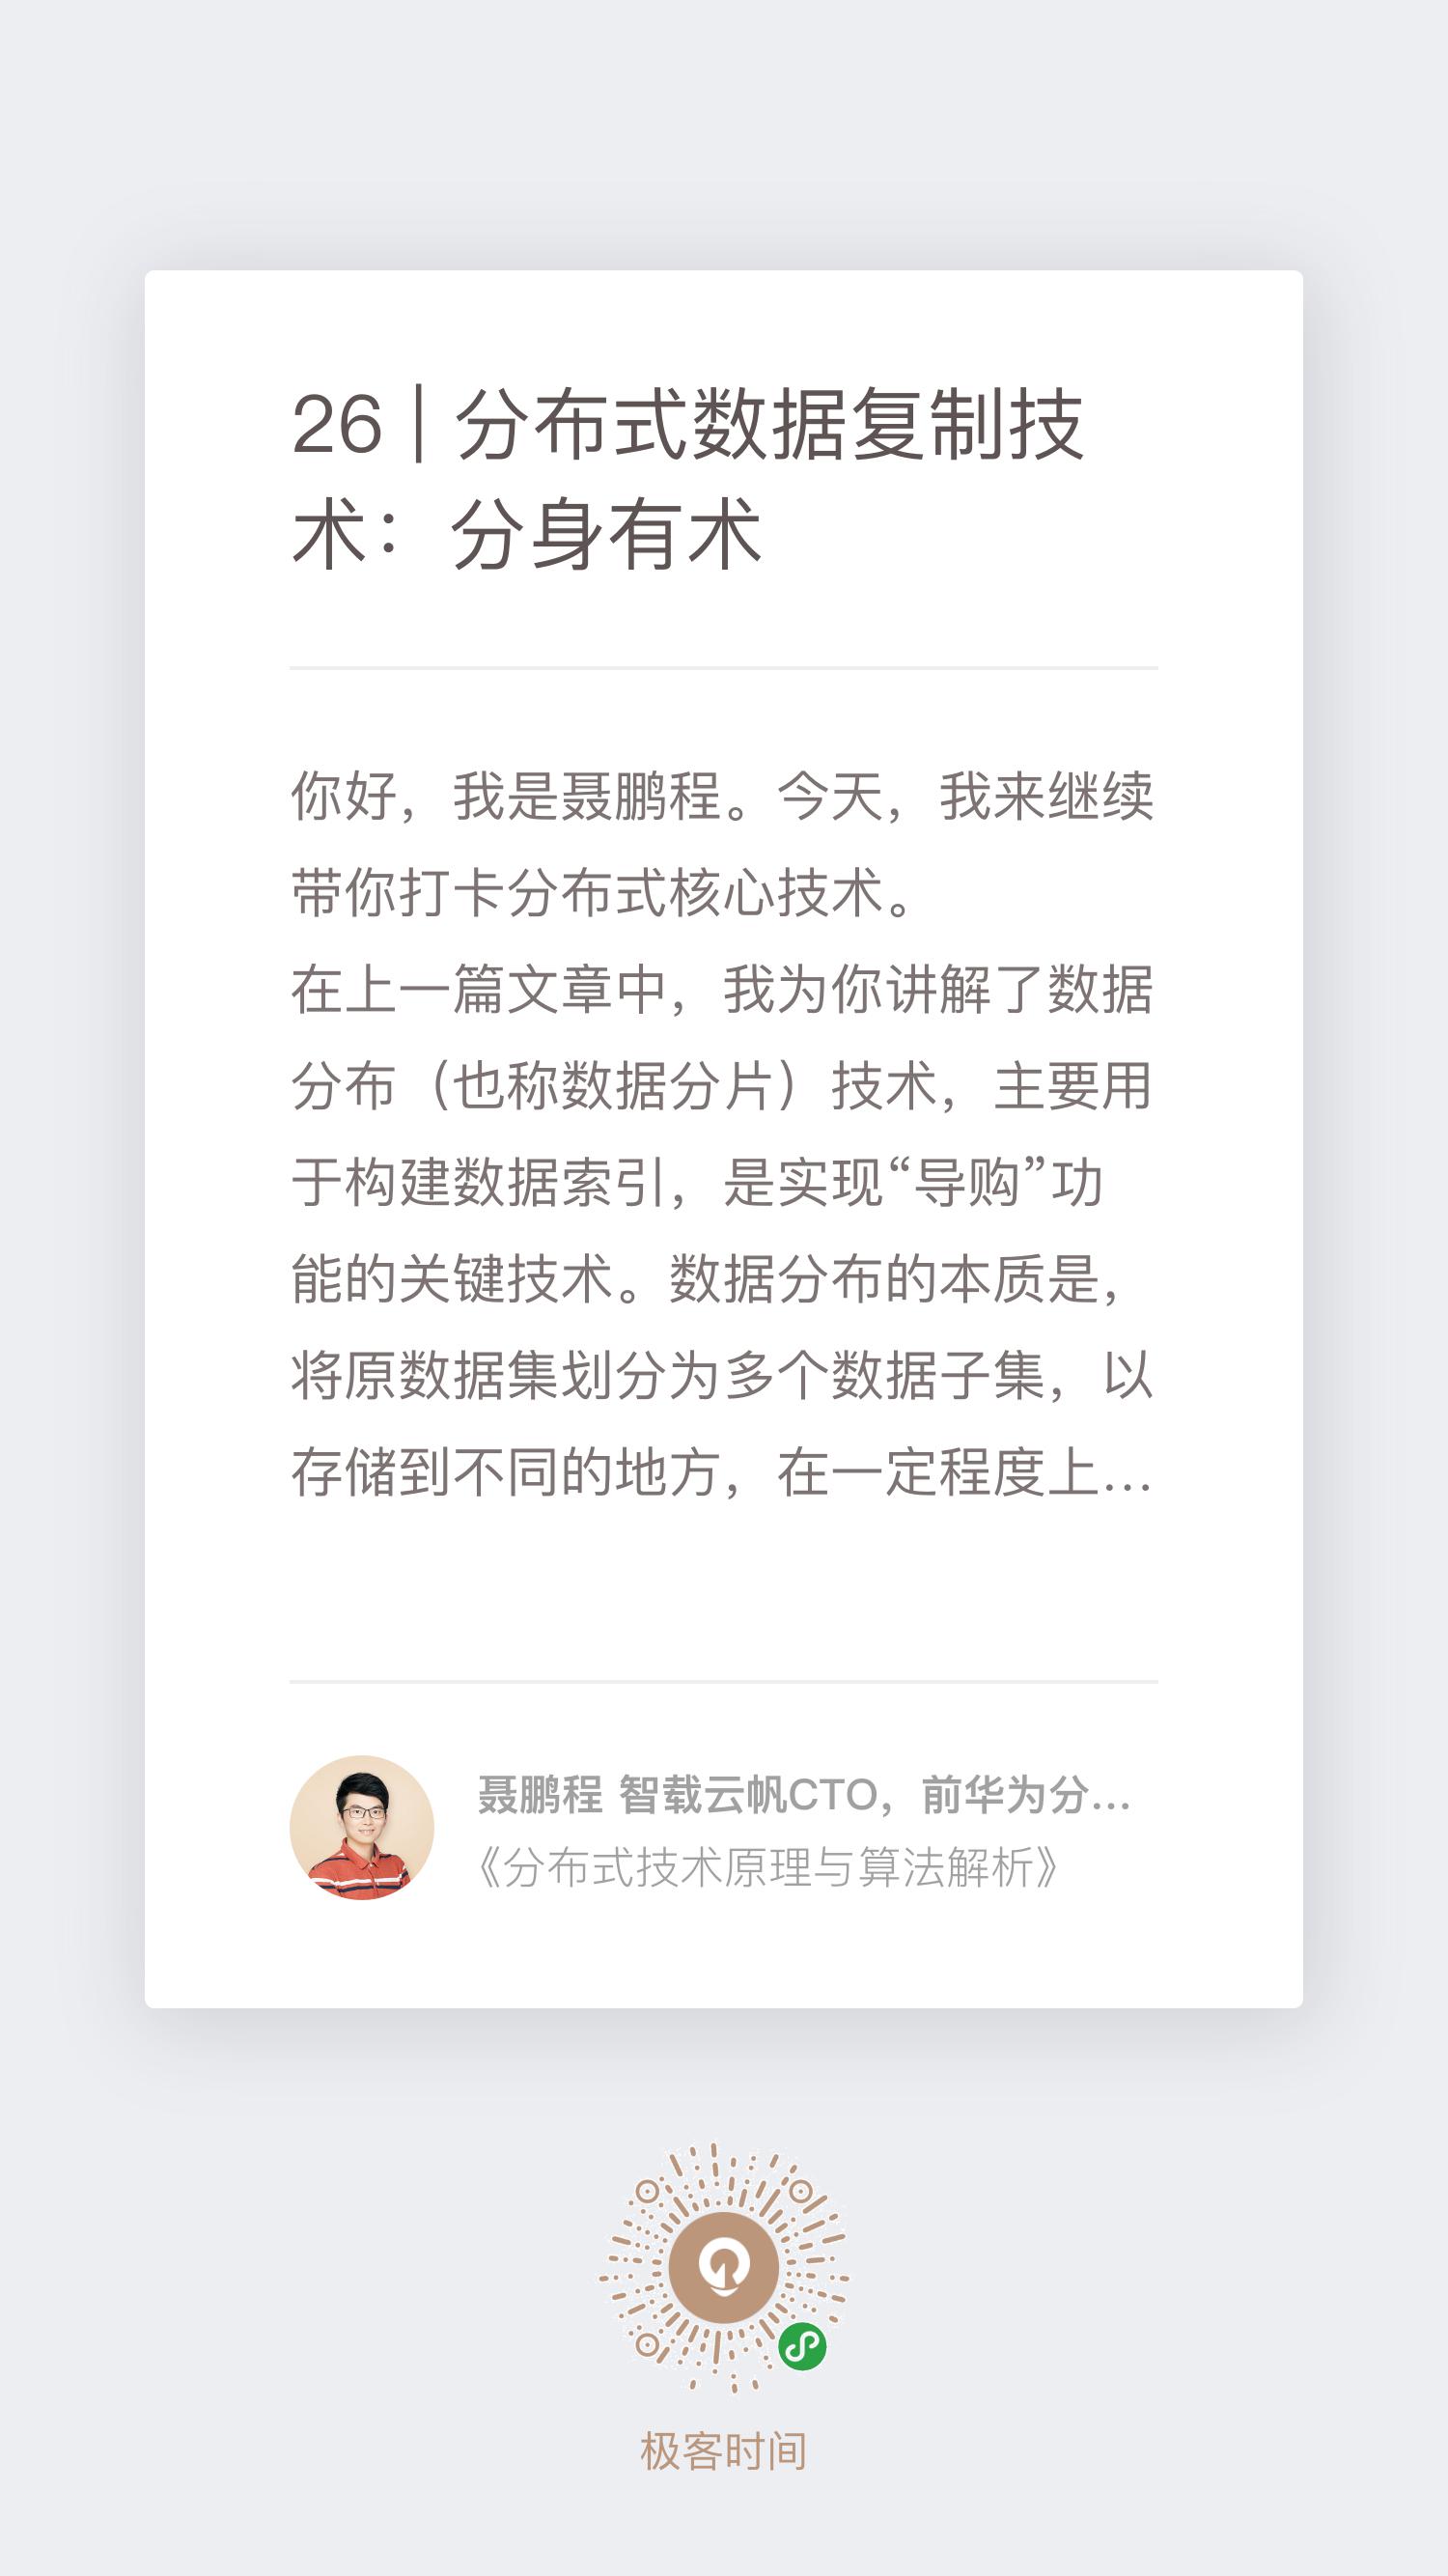 26 | 分布式数据复制技
术：分身有术
你好，我是聂鹏程。今天，我来继续
带你打卡分布式核心技术。
在上一篇文章中，我为你讲解了数据
分布（也称数据分片）技术，主要用
于构建数据索引，是实现“导购”功
能的关键技术。数据分布的本质是，
将原数据集划分为多个数据子集，以
存储到不同的地方，在一定程度上...
聂鹏程 智载云帆CTO，前华为分...
《分布式技术原理与算法解析》
极客时间